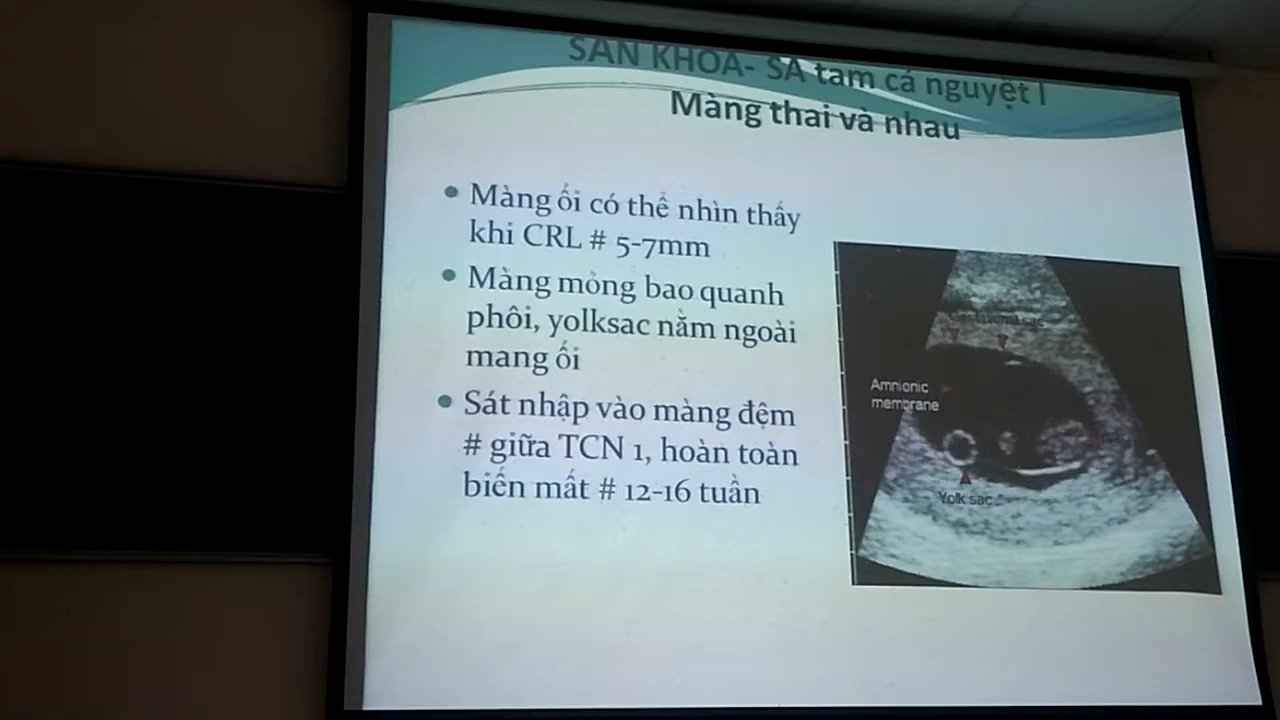 SẢN KHOA- SA tam cá nguyệt I
Màng thai và nhau
Màng ối có thể nhìn thấy
khi CRL # 5-7mm
Màng mỏng bao quanh
phôi, yolksac nằm ngoài
mang ối
Sát nhập vào màng đệm
# giữa TCN 1, hoàn toàn
biến mất # 12-16 tuần
Gestational sac
Amnionic
membrane
Yolk sac